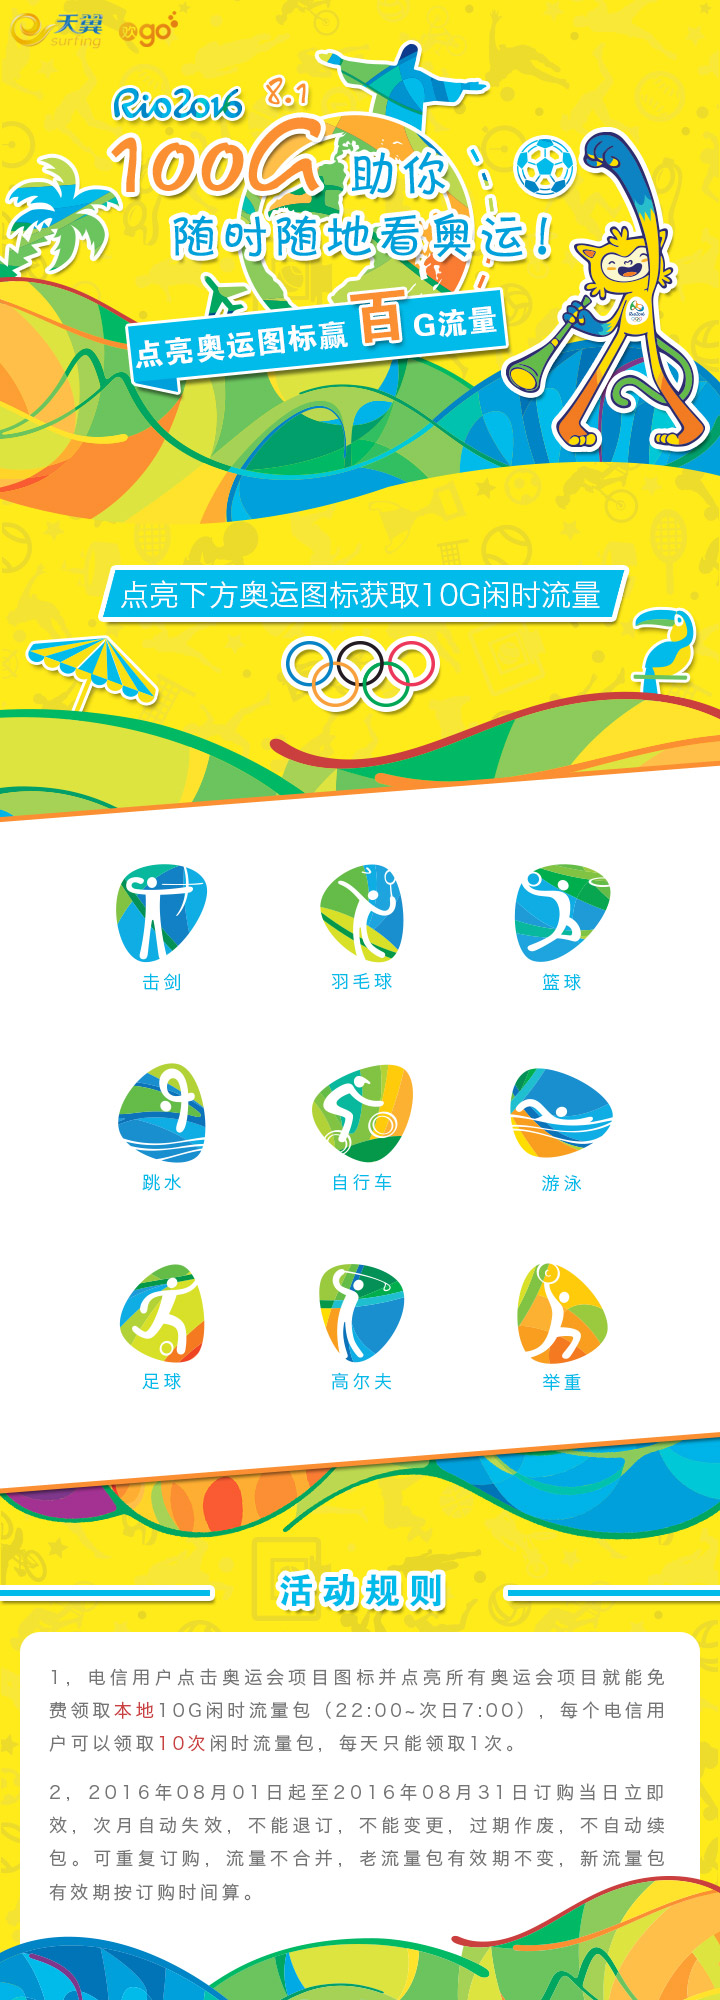 天翼 欢go
surfing
Rio2016 8.1
100G 助你
随时随地看奥运!
点亮奥运图标赢百G流量
Rio2016
点亮下方奥运图标获取10G闲时流量
击剑 羽毛球 篮球
跳水 自行车 游泳
足球 高尔夫 举重
活动规则
1，电信用户点击奥运会项目图标并点亮所有奥运会项目就能免
费领取本地10G闲时流量包（22:00~次日7:00），每个电信用
户可以领取10次闲时流量包，每天只能领取1次。
2，2016年08月01日起至2016年08月31日订购当日立即
效，次月自动失效，不能退订，不能变更，过期作废，不自动续
包。可重复订购，流量不合并，老流量包有效期不变，新流量包
有效期按订购时间算。